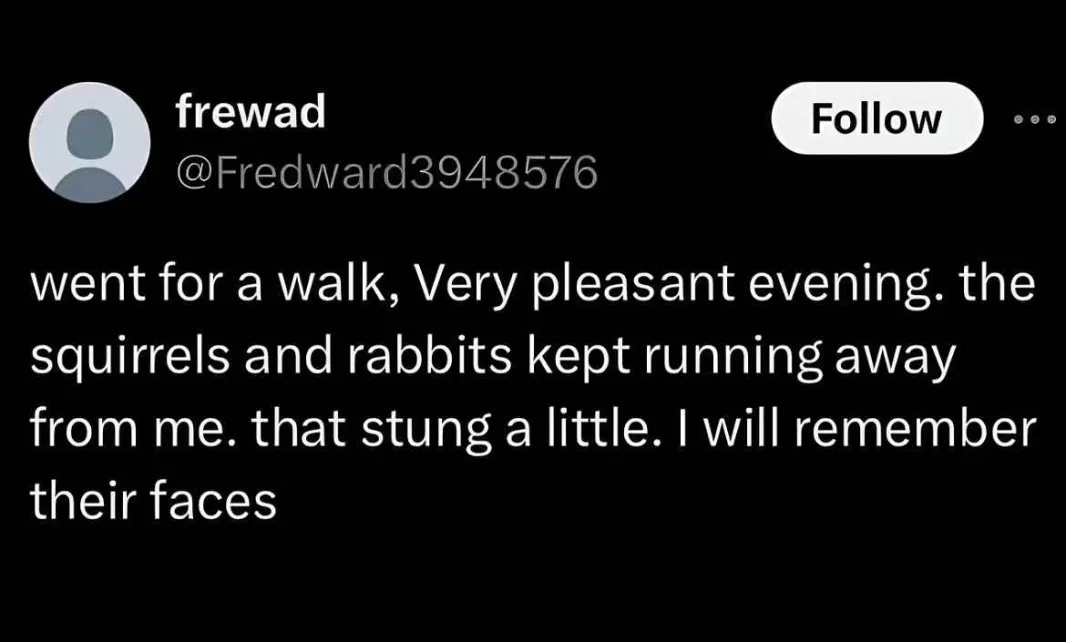 frewad
Follow
@Fredward3948576
went for a walk, Very pleasant evening. the
squirrels and rabbits kept running away
from me. that stung a little. I will remember
their faces